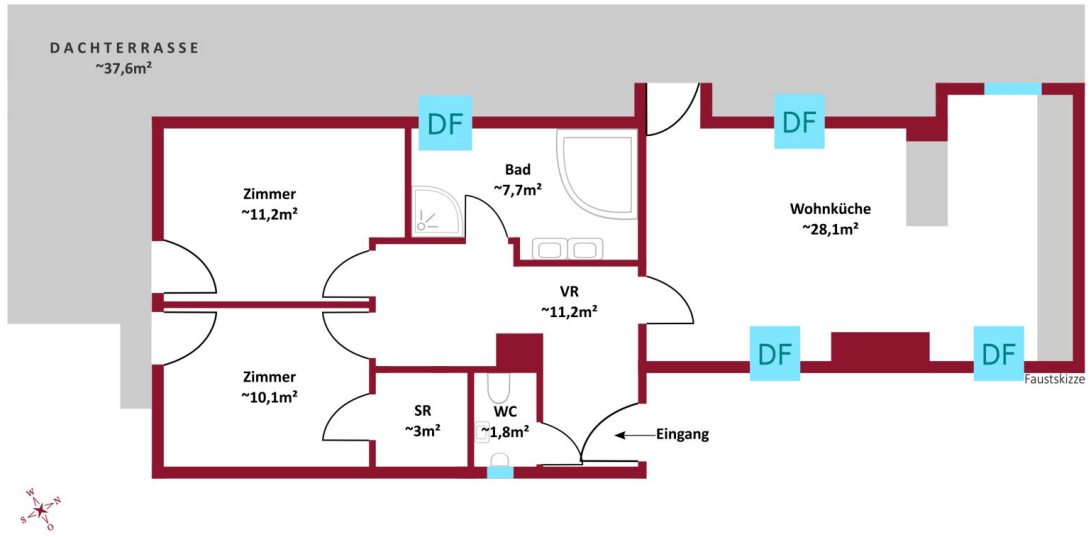 DACHTERRASSE
~37,6m²
DF
DF
Bad
~7,7m²
Zimmer
~11,2m²
Wohnküche
~28,1m²
VR
~11,2m²
DF
DF
Zimmer
~10,1m²
Faustskizze
SR
~3m²
WC
~1,8m²
Eingang
W
N
S
O